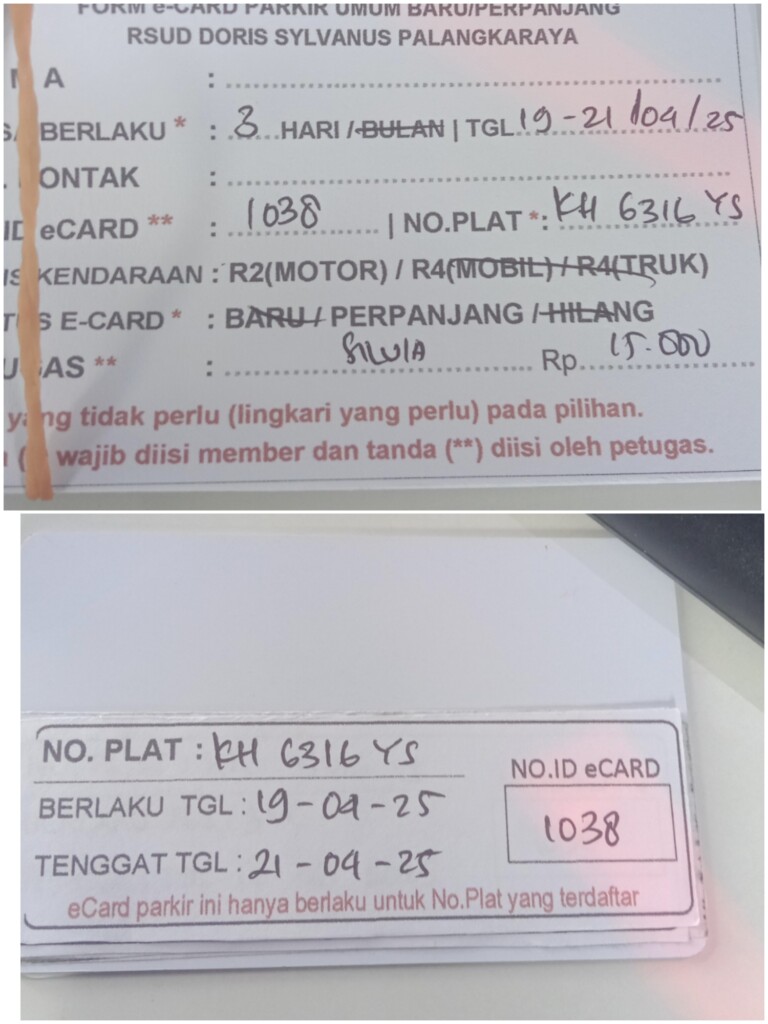 FORM e-CARD PARKIR UMUM BARU/PERPANJANG
RSUD DORIS SYLVANUS PALANGKARAYA
A :
BERLAKU * : 3 HARI / BULAN | TGL 19-21/04/25
ONTAK :
ID eCARD ** : 1038 | NO.PLAT *: KH 6316 YS
IS KENDARAAN : R2(MOTOR) / R4(MOBIL) / R4(TRUK)
S E-CARD * : BARU / PERPANJANG / HILANG
AS ** : SILVIA Rp. 15.000
yang tidak perlu (lingkari yang perlu) pada pilihan.
wajib diisi member dan tanda (**) diisi oleh petugas.
NO. PLAT : KH 6316 YS
NO.ID eCARD
BERLAKU TGL : 19-04-25
1038
TENGGAT TGL : 21-04-25
eCard parkir ini hanya berlaku untuk No.Plat yang terdaftar